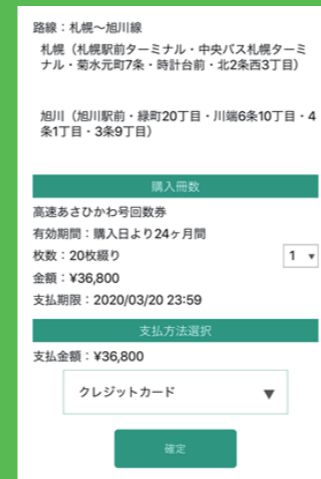 路線：札幌〜旭川線
札幌（札幌駅前ターミナル・中央バス札幌ターミ
ナル・菊水元町7条・時計台前・北2条西3丁目）
旭川（旭川駅前・緑町20丁目・川端6条10丁目・4
条1丁目・3条9丁目）
購入冊数
高速あさひかわ号回数券
有効期間：購入日より24ヶ月間
枚数：20枚綴り
1
金額：¥36,800
支払期限：2020/03/20 23:59
支払方法選択
支払金額：¥36,800
クレジットカード
確定